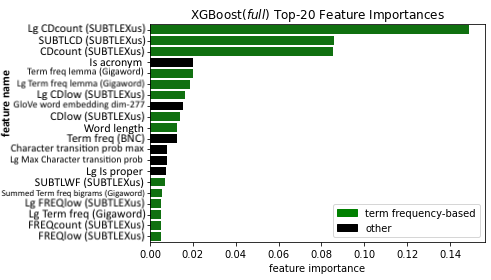 XGBoost(full) Top-20 Feature Importances
feature name
Lg CDcount (SUBTLEXus)
SUBTLCD (SUBTLEXus)
CDcount (SUBTLEXus)
Is acronym
Term freq lemma (Gigaword)
Lg Term freq lemma (Gigaword)
Lg CDlow (SUBTLEXus)
GloVe word embedding dim-277
CDlow (SUBTLEXus)
Word length
Term freq (BNC)
Character transition prob max
Lg Max Character transition prob
Lg Is proper
SUBTLWF (SUBTLEXus)
Summed Term freq bigrams (Gigaword)
Lg FREQlow (SUBTLEXus)
Lg Term freq (Gigaword)
FREQcount (SUBTLEXus)
FREQlow (SUBTLEXus)
term frequency-based
other
0.00 0.02 0.04 0.06 0.08 0.10 0.12 0.14
feature importance